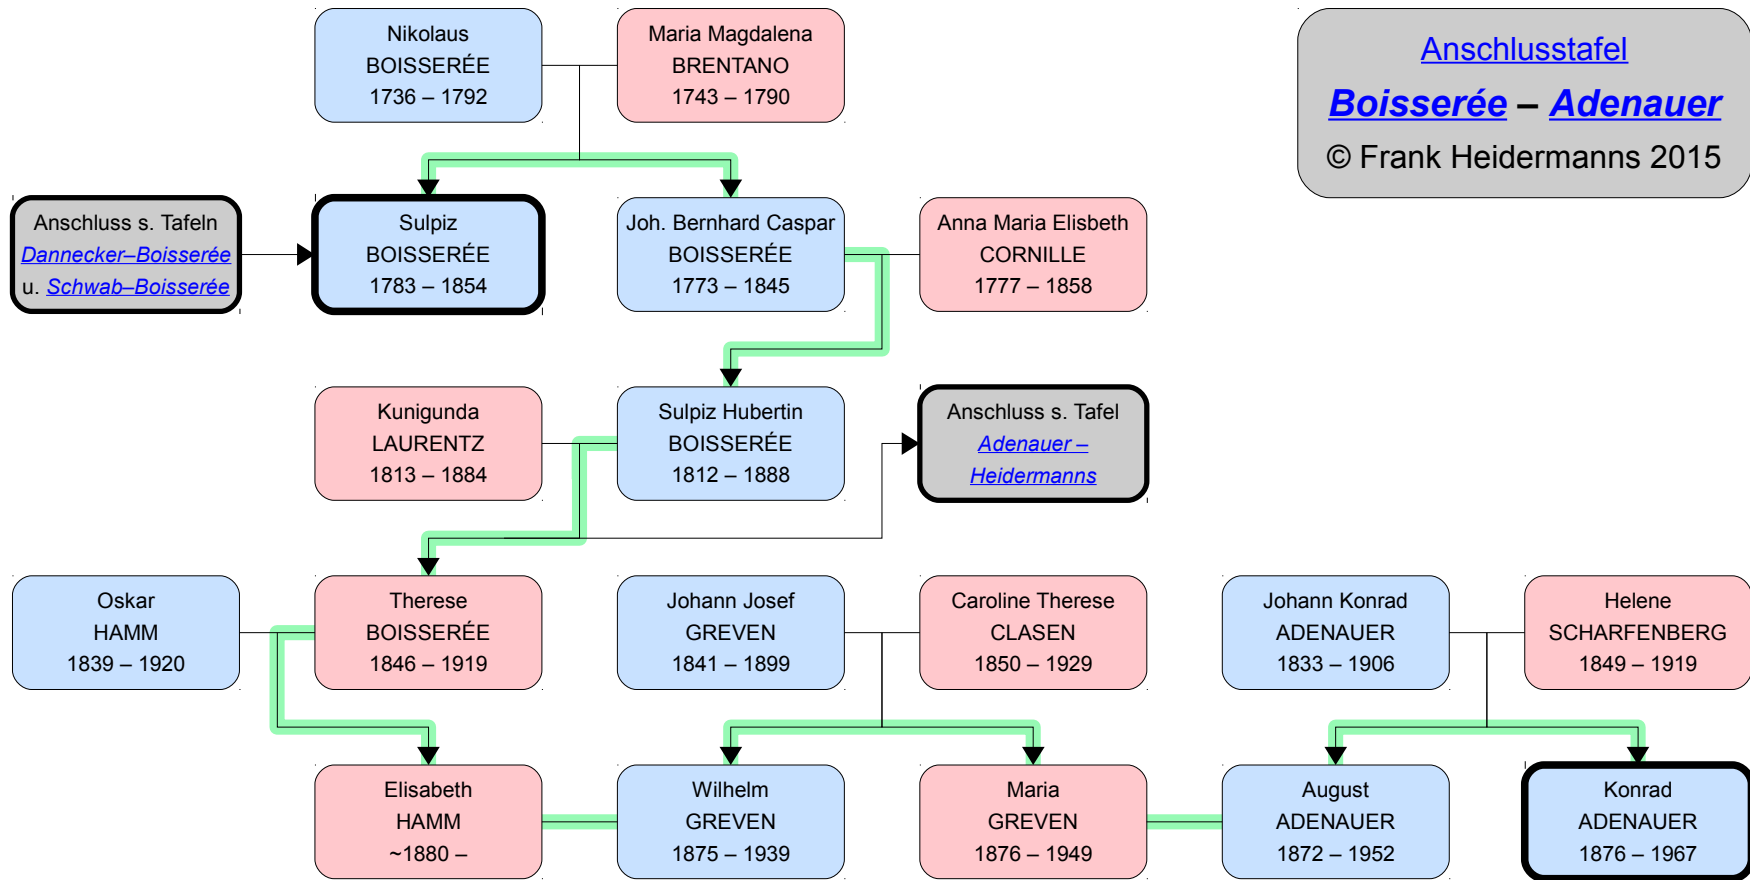 Nikolaus
BOISSERÉE
1736 – 1792
Maria Magdalena
BRENTANO
1743 – 1790
Anschlusstafel
Boisserée – Adenauer
© Frank Heidermanns 2015
Anschluss s. Tafeln
Dannecker–Boisserée
u. Schwab–Boisserée
Sulpiz
BOISSERÉE
1783 – 1854
Joh. Bernhard Caspar
BOISSERÉE
1773 – 1845
Anna Maria Elisbeth
CORNILLE
1777 – 1858
Kunigunda
LAURENTZ
1813 – 1884
Sulpiz Hubertin
BOISSERÉE
1812 – 1888
Anschluss s. Tafel
Adenauer –
Heidermanns
Oskar
HAMM
1839 – 1920
Therese
BOISSERÉE
1846 – 1919
Johann Josef
GREVEN
1841 – 1899
Caroline Therese
CLASEN
1850 – 1929
Johann Konrad
ADENAUER
1833 – 1906
Helene
SCHARFENBERG
1849 – 1919
Elisabeth
HAMM
~1880 –
Wilhelm
GREVEN
1875 – 1939
Maria
GREVEN
1876 – 1949
August
ADENAUER
1872 – 1952
Konrad
ADENAUER
1876 – 1967